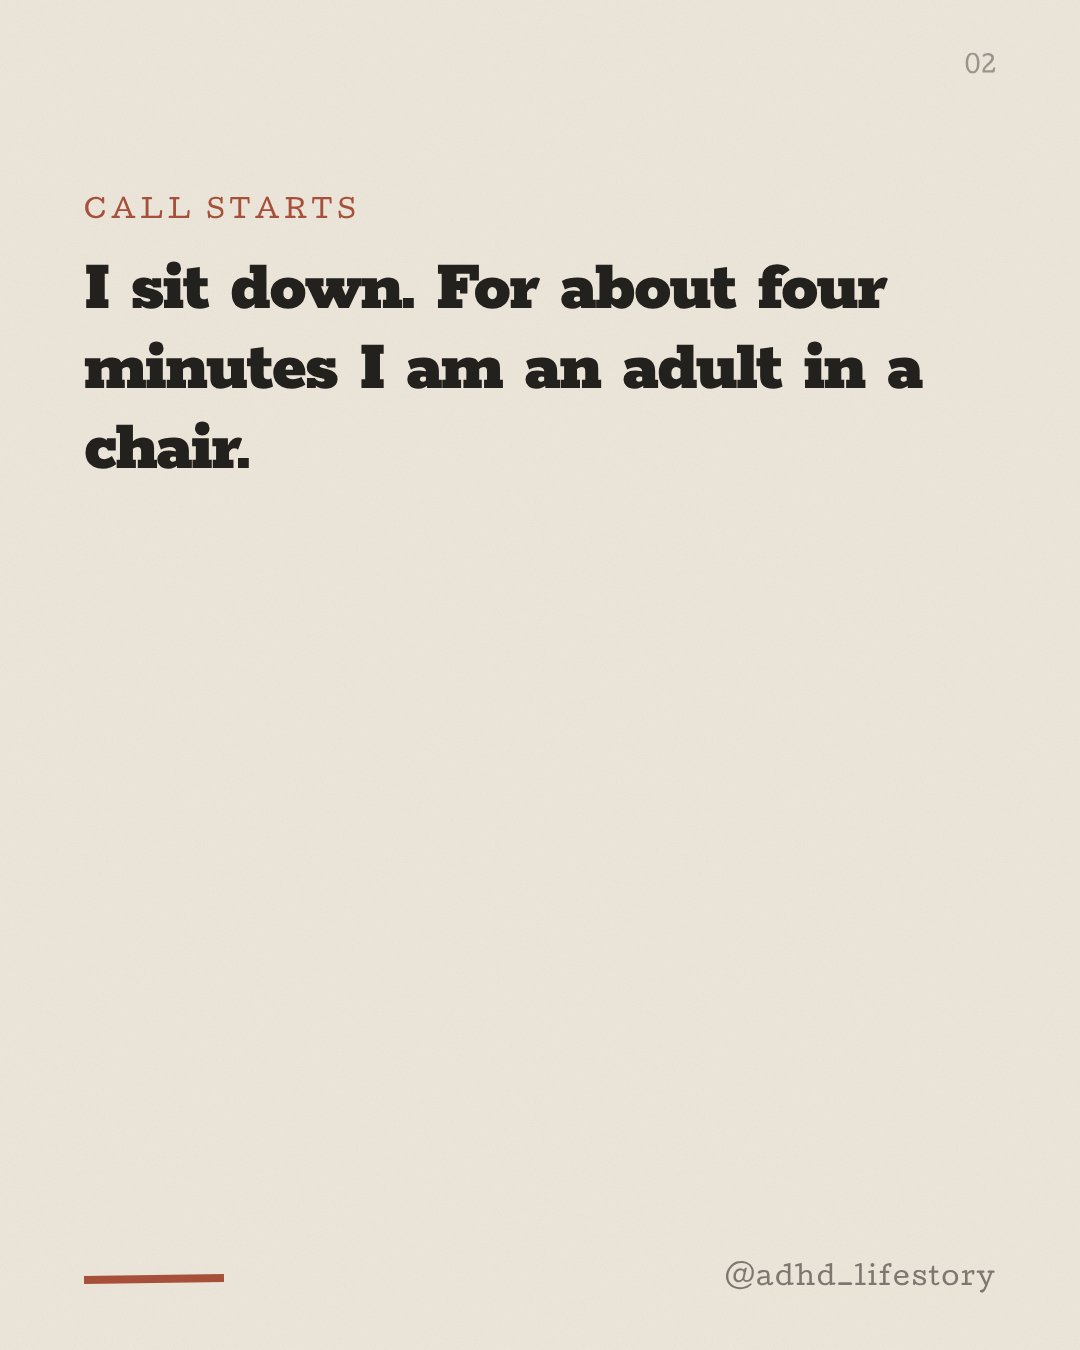 02
CALL STARTS
I sit down. For about four
minutes I am an adult in a
chair.
@adhd_lifestory